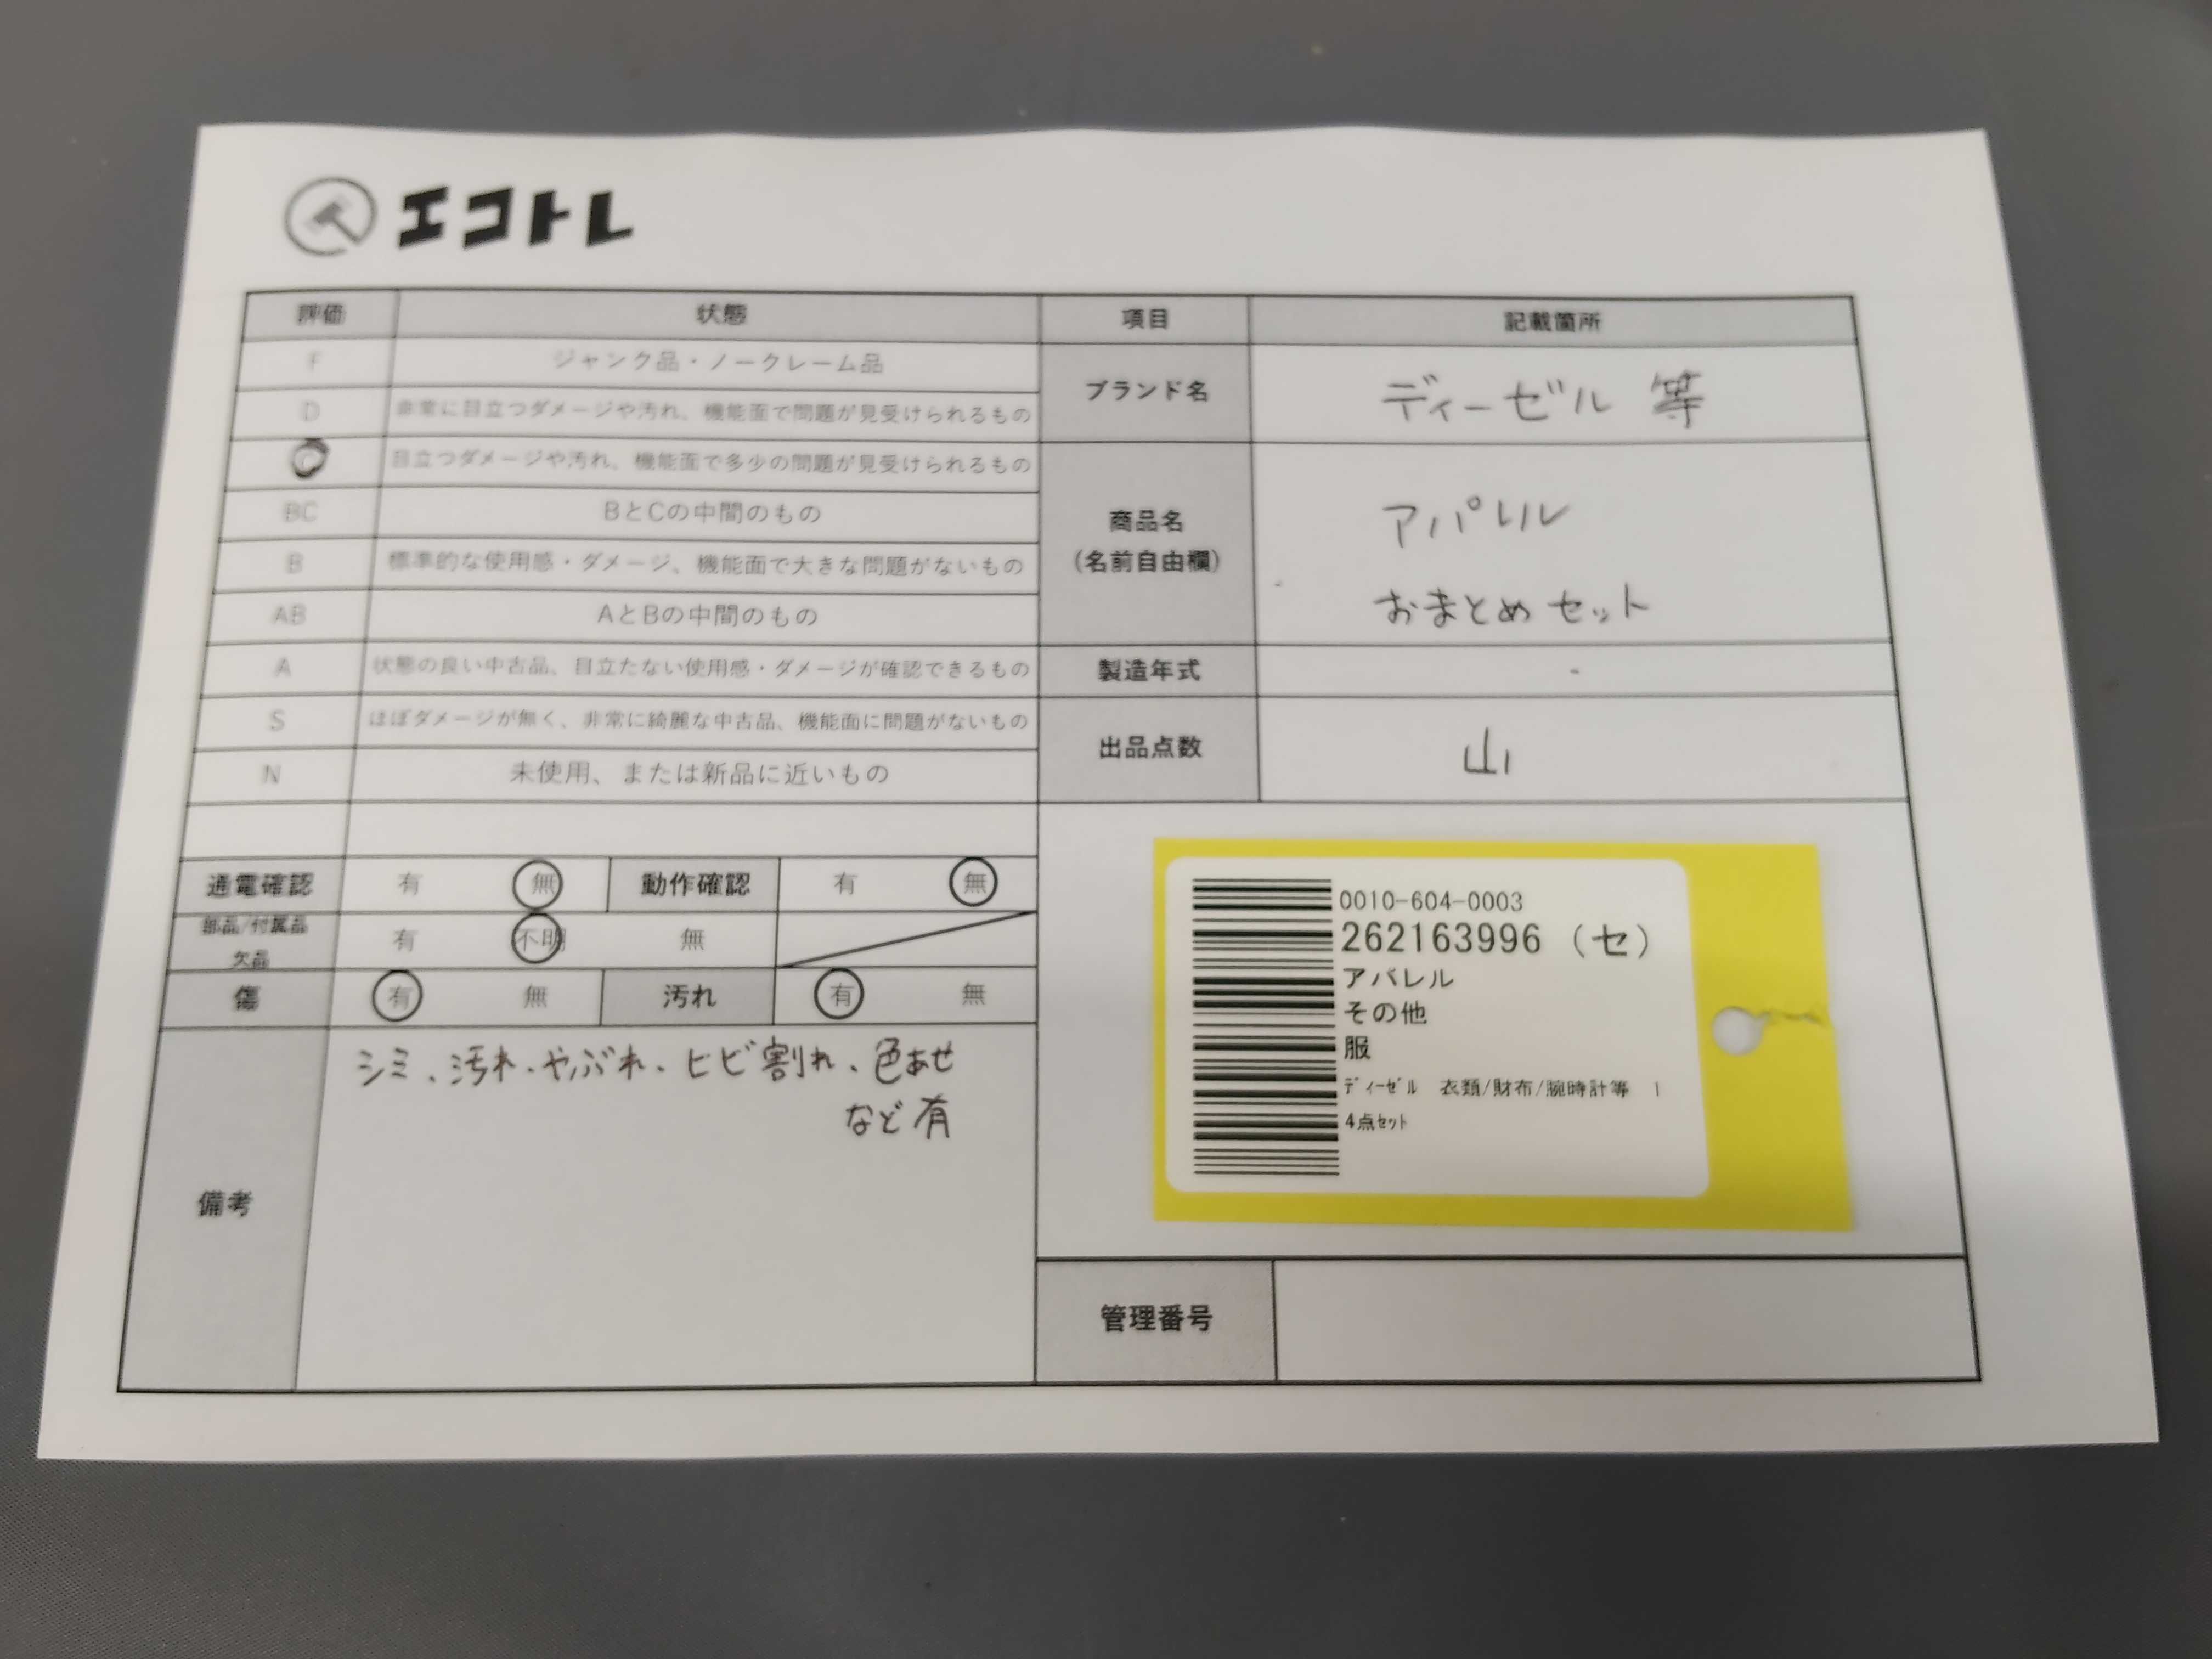 エコトレ
評価 状態 項目 記載箇所
F ジャンク品・ノークレーム品
D 非常に目立つダメージや汚れ、機能面で問題が見受けられるもの
ブランド名 ディーゼル 等
C 目立つダメージや汚れ、機能面で多少の問題が見受けられるもの
BC BとCの中間のもの
B 標準的な使用感・ダメージ、機能面で大きな問題がないもの
AB AとBの中間のもの
商品名
(名前自由欄)
アパレル
おまとめセット
A 状態の良い中古品、目立たない使用感・ダメージが確認できるもの
製造年式 -
S ほぼダメージが無く、非常に綺麗な中古品、機能面に問題がないもの
N 未使用、または新品に近いもの
出品点数 山
通電確認 有 無 動作確認 有 無
部品/付属品
欠品
有 不明 無
傷 有 無 汚れ 有 無
備考
シミ、汚れ、やぶれ、ヒビ割れ、色あせ
など有
0010-604-0003
262163996 (セ)
アパレル
その他
服
ディーゼル 衣類/財布/腕時計等 1
4点セット
管理番号